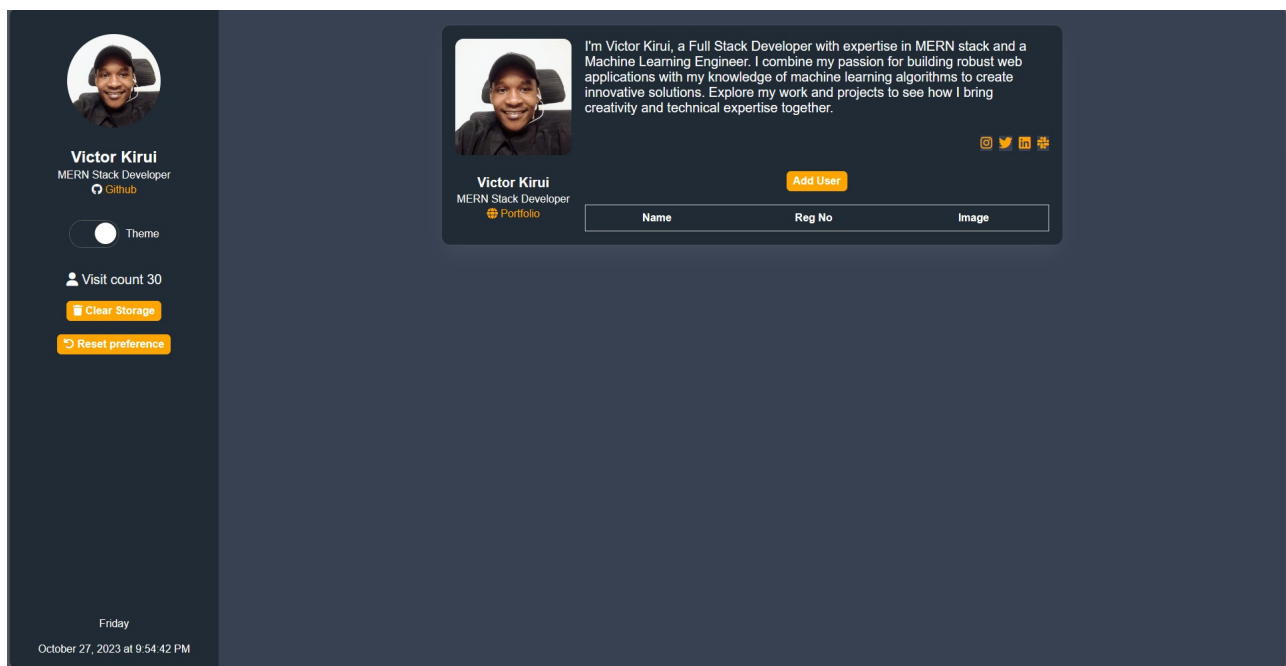 Victor Kirui
MERN Stack Developer
Github
Theme
Visit count 30
Clear Storage
Reset preference
Friday
October 27, 2023 at 9:54:42 PM
I'm Victor Kirui, a Full Stack Developer with expertise in MERN stack and a
Machine Learning Engineer. I combine my passion for building robust web
applications with my knowledge of machine learning algorithms to create
innovative solutions. Explore my work and projects to see how I bring
creativity and technical expertise together.
Victor Kirui
MERN Stack Developer
Portfolio
Add User
Name Reg No Image